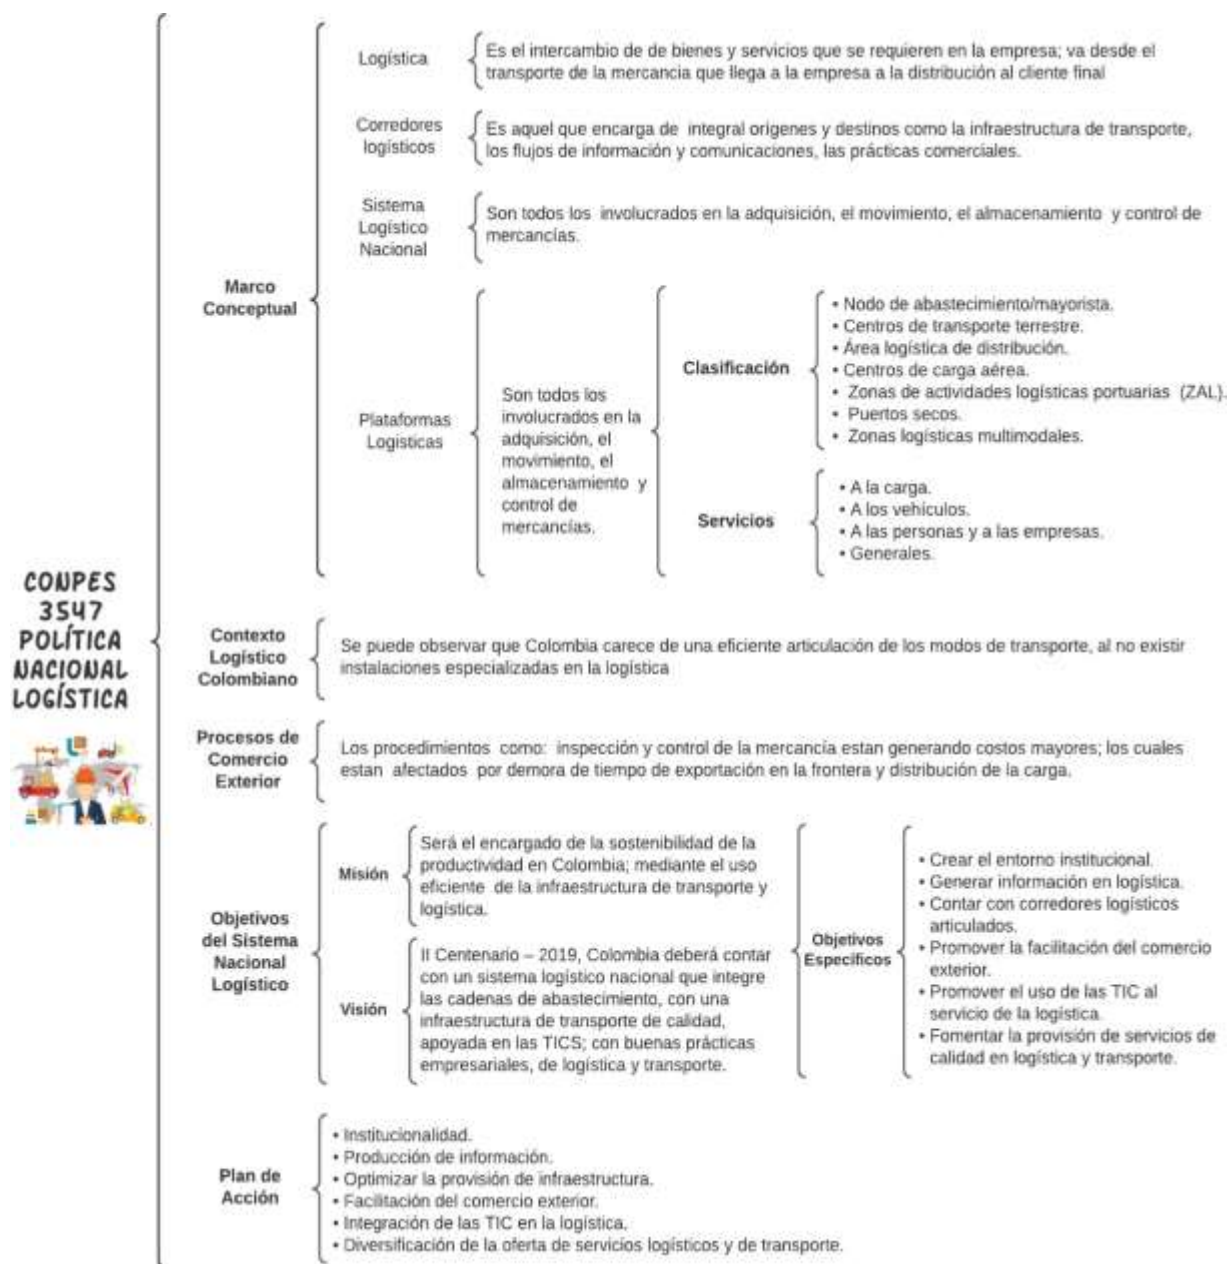 CONPES
3547
POLÍTICA
NACIONAL
LOGÍSTICA
Marco
Conceptual
Logística
Es el intercambio de de bienes y servicios que se requieren en la empresa; va desde el
transporte de la mercancia que llega a la empresa a la distribución al cliente final
Corredores
logísticos
Es aquel que encarga de integral origenes y destinos como la infraestructura de transporte,
los flujos de información y comunicaciones, las prácticas comerciales.
Sistema
Logístico
Nacional
Son todos los involucrados en la adquisición, el movimiento, el almacenamiento y control de
mercancías.
Plataformas
Logísticas
Son todos los
involucrados en la
adquisición, el
movimiento, el
almacenamiento y
control de
mercancías.
Clasificación
• Nodo de abastecimiento/mayorista.
• Centros de transporte terrestre.
• Área logística de distribución.
• Centros de carga aérea.
• Zonas de actividades logísticas portuarias (ZAL).
• Puertos secos.
• Zonas logísticas multimodales.
Servicios
• A la carga.
• A los vehículos.
• A las personas y a las empresas.
• Generales.
Contexto
Logístico
Colombiano
Se puede observar que Colombia carece de una eficiente articulación de los modos de transporte, al no existir
instalaciones especializadas en la logística
Procesos de
Comercio
Exterior
Los procedimientos como: inspección y control de la mercancía estan generando costos mayores; los cuales
estan afectados por demora de tiempo de exportación en la frontera y distribución de la carga.
Objetivos
del Sistema
Nacional
Logístico
Misión
Será el encargado de la sostenibilidad de la
productividad en Colombia; mediante el uso
eficiente de la infraestructura de transporte y
logística.
Visión
II Centenario – 2019, Colombia deberá contar
con un sistema logístico nacional que integre
las cadenas de abastecimiento, con una
infraestructura de transporte de calidad,
apoyada en las TICS; con buenas prácticas
empresariales, de logística y transporte.
Objetivos
Específicos
• Crear el entorno institucional.
• Generar información en logística.
• Contar con corredores logísticos
articulados.
• Promover la facilitación del comercio
exterior.
• Promover el uso de las TIC al
servicio de la logística.
• Fomentar la provisión de servicios de
calidad en logística y transporte.
Plan de
Acción
• Institucionalidad.
• Producción de información.
• Optimizar la provisión de infraestructura.
• Facilitación del comercio exterior.
• Integración de las TIC en la logística.
• Diversificación de la oferta de servicios logísticos y de transporte.